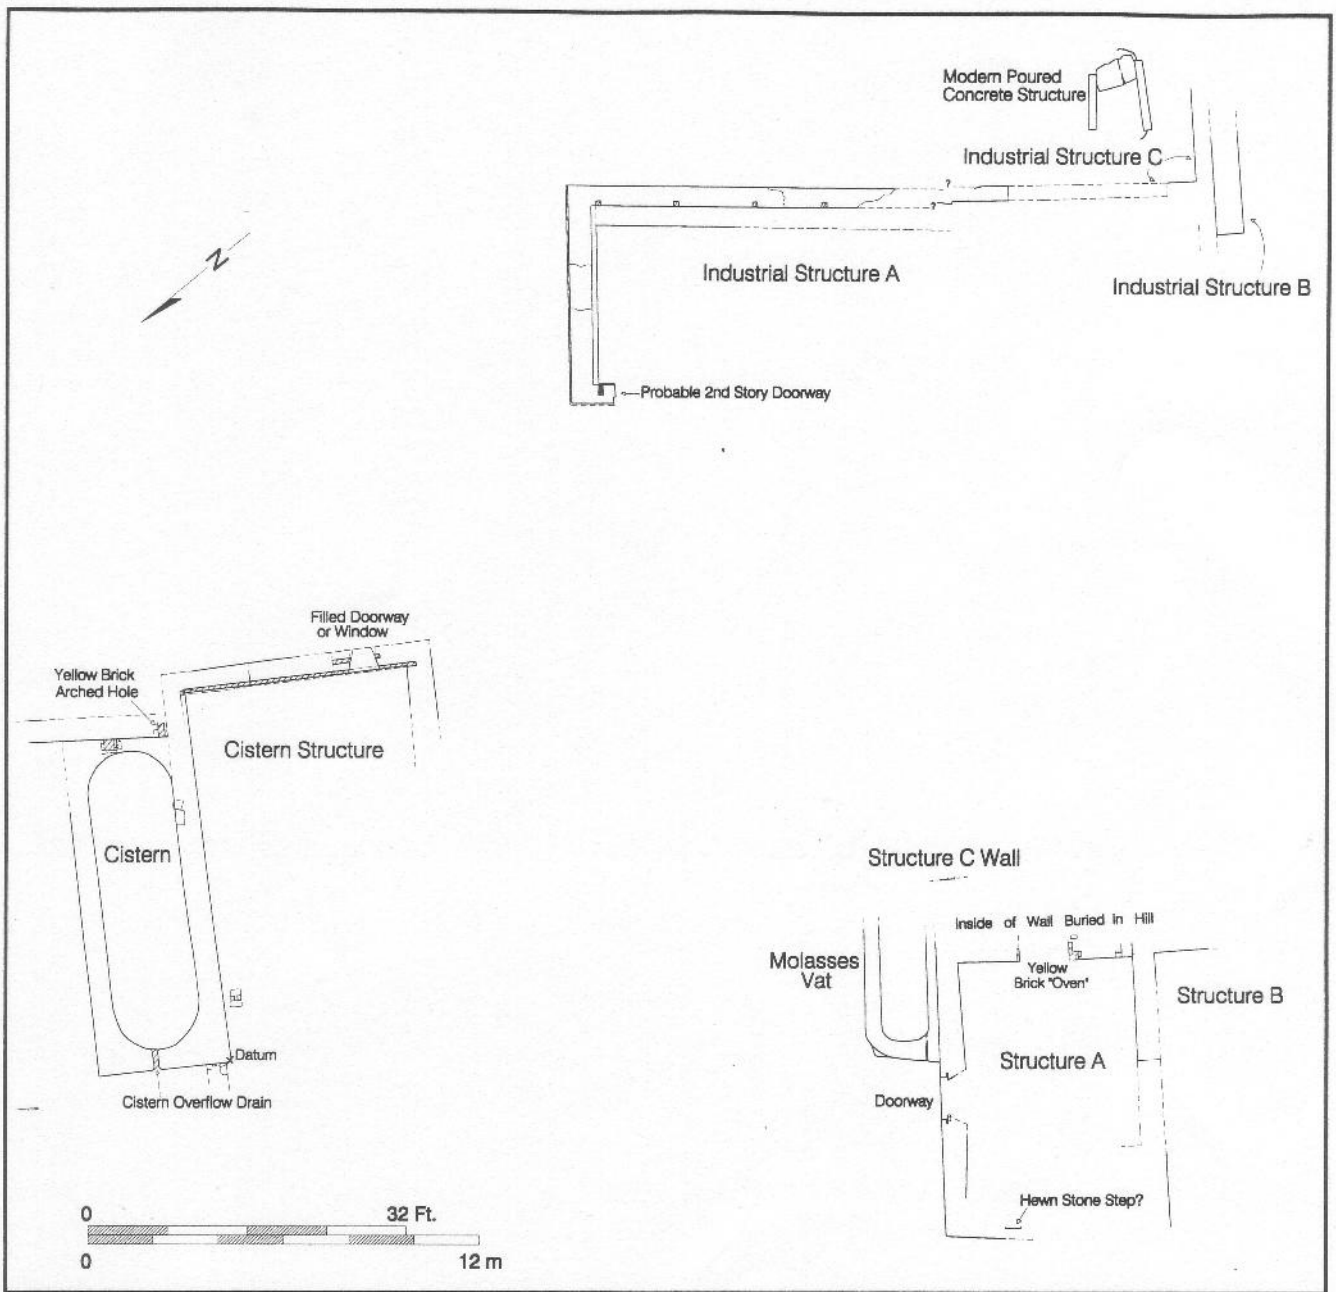 Modern Poured
Concrete Structure
Industrial Structure C
?
?
N
Industrial Structure A
Industrial Structure B
Probable 2nd Story Doorway
Filled Doorway
or Window
Yellow Brick
Arched Hole
Cistern Structure
Cistern
Structure C Wall
Inside of Wall Buried in Hill
Molasses
Vat
Yellow
Brick "Oven"
Structure B
Datum
Structure A
Cistern Overflow Drain
Doorway
Hewn Stone Step?
0 32 Ft.
0 12 m